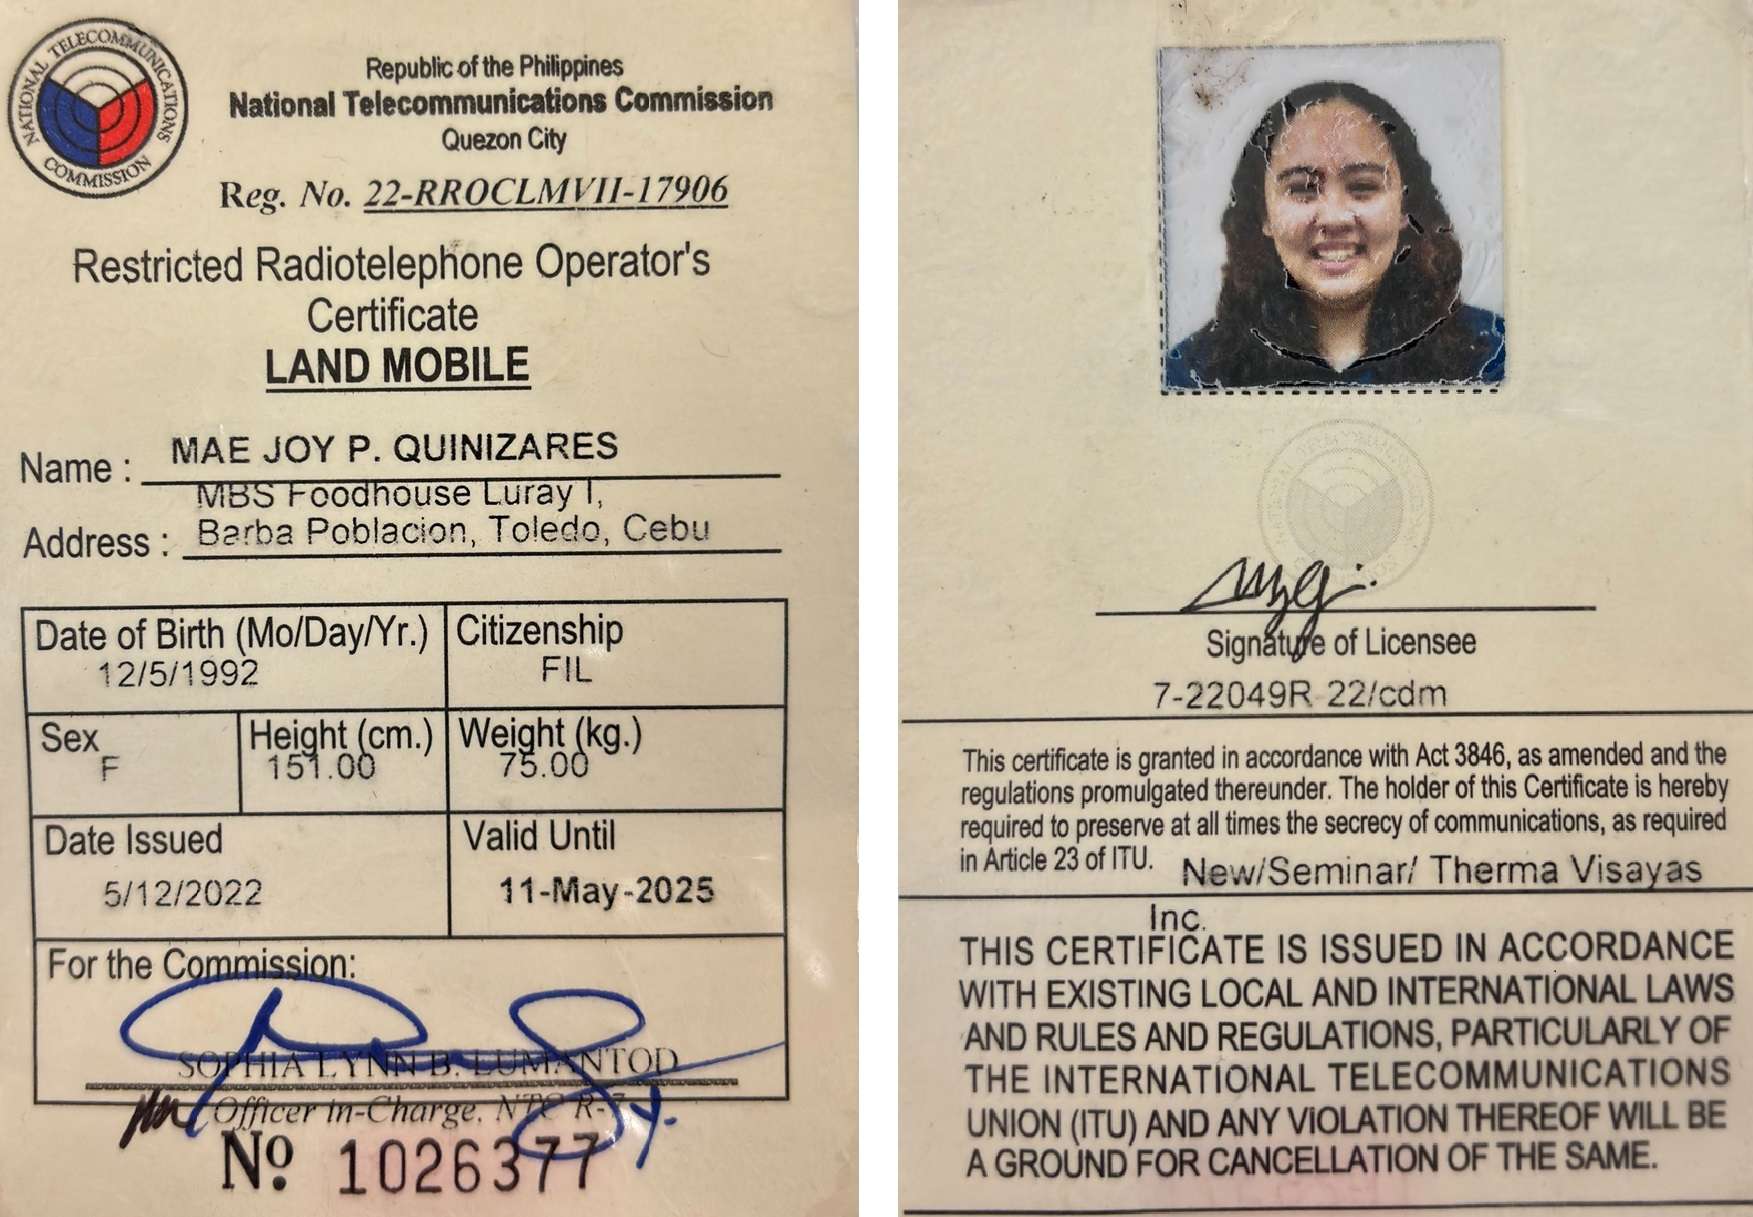 NATIONAL TELECOMMUNICATIONS COMMISSION
Republic of the Philippines
National Telecommunications Commission
Quezon City
Reg. No. 22-RROCLMVII-17906
Restricted Radiotelephone Operator's
Certificate
LAND MOBILE
Name : MAE JOY P. QUINIZARES
MBS Foodhouse Luray I,
Address : Barba Poblacion, Toledo, Cebu
Date of Birth (Mo/Day/Yr.) Citizenship
12/5/1992 FIL
Sex Height (cm.) Weight (kg.)
F 151.00 75.00
Date Issued Valid Until
5/12/2022 11-May-2025
For the Commission:
SOPHIA LYNN B. LUMANTOD
Officer in-Charge, NTC R-7
Nº 1026377
Signature of Licensee
7-22049R 22/cdm
This certificate is granted in accordance with Act 3846, as amended and the
regulations promulgated thereunder. The holder of this Certificate is hereby
required to preserve at all times the secrecy of communications, as required
in Article 23 of ITU. New/Seminar/ Therma Visayas
Inc.
THIS CERTIFICATE IS ISSUED IN ACCORDANCE
WITH EXISTING LOCAL AND INTERNATIONAL LAWS
AND RULES AND REGULATIONS, PARTICULARLY OF
THE INTERNATIONAL TELECOMMUNICATIONS
UNION (ITU) AND ANY VIOLATION THEREOF WILL BE
A GROUND FOR CANCELLATION OF THE SAME.